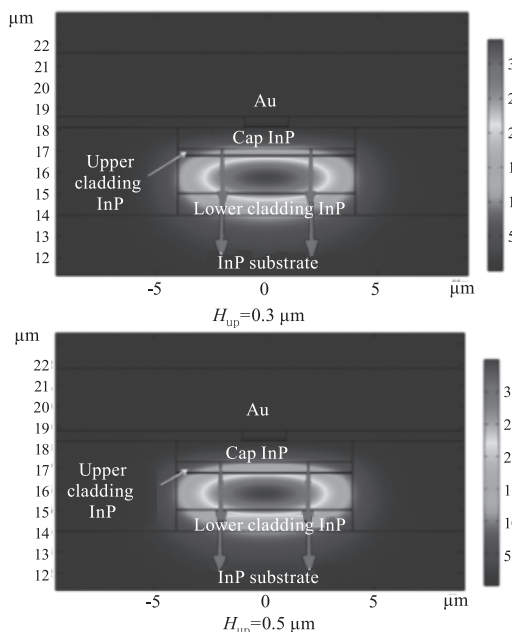 µm
22
21
20
19
18
17
16
15
14
13
12
Au
Cap InP
Upper
cladding
InP
Lower cladding InP
InP substrate
-5
0
5
µm
5
H_up=0.3 µm
µm
22
21
20
19
18
17
16
15
14
13
12
Au
Cap InP
Upper
cladding
InP
Lower cladding InP
InP substrate
-5
0
5
5
H_up=0.5 µm